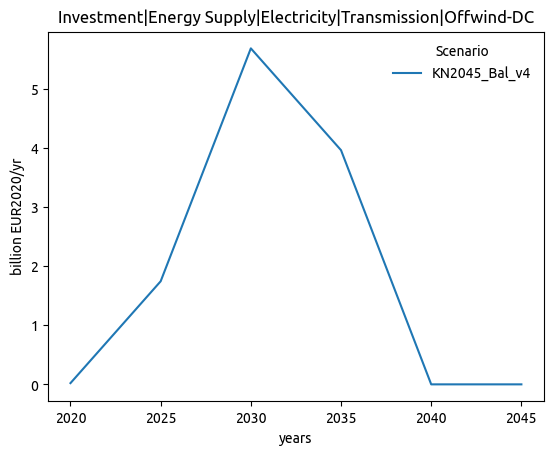 Investment|Energy Supply|Electricity|Transmission|Offwind-DC
Scenario
KN2045_Bal_v4
billion EUR2020/yr
5
4
3
2
1
0
2020 2025 2030 2035 2040 2045
years